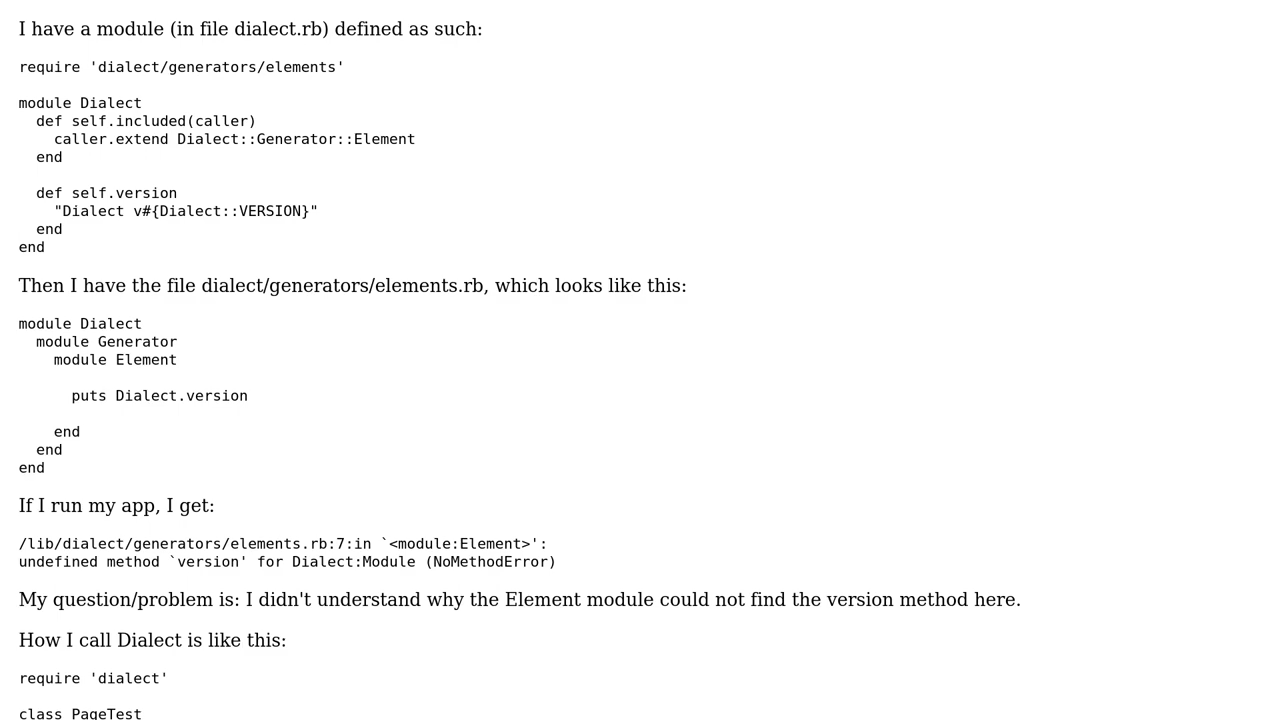 I have a module (in file dialect.rb) defined as such:
require 'dialect/generators/elements'
module Dialect
  def self.included(caller)
    caller.extend Dialect::Generator::Element
  end
  def self.version
    "Dialect v#{Dialect::VERSION}"
  end
end
Then I have the file dialect/generators/elements.rb, which looks like this:
module Dialect
  module Generator
    module Element
      puts Dialect.version
    end
  end
end
If I run my app, I get:
/lib/dialect/generators/elements.rb:7:in `<module:Element>':
undefined method `version' for Dialect:Module (NoMethodError)
My question/problem is: I didn't understand why the Element module could not find the version method here.
How I call Dialect is like this:
require 'dialect'
class PageTest